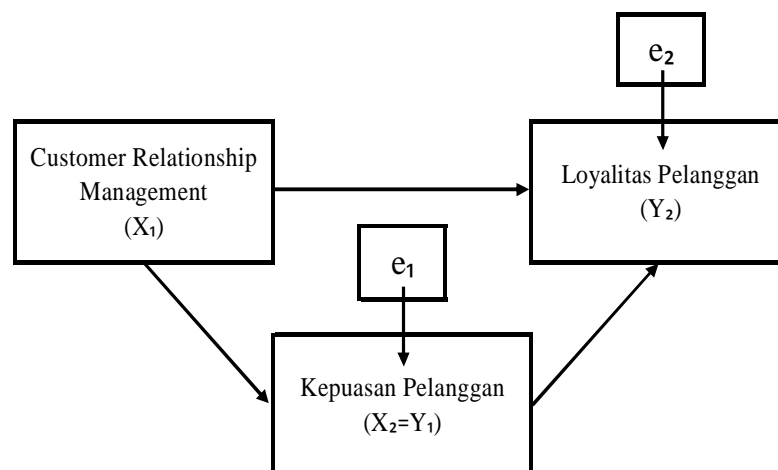 e₂
Customer Relationship
Management
(X₁)
Loyalitas Pelanggan
(Y₂)
e₁
Kepuasan Pelanggan
(X₂=Y₁)